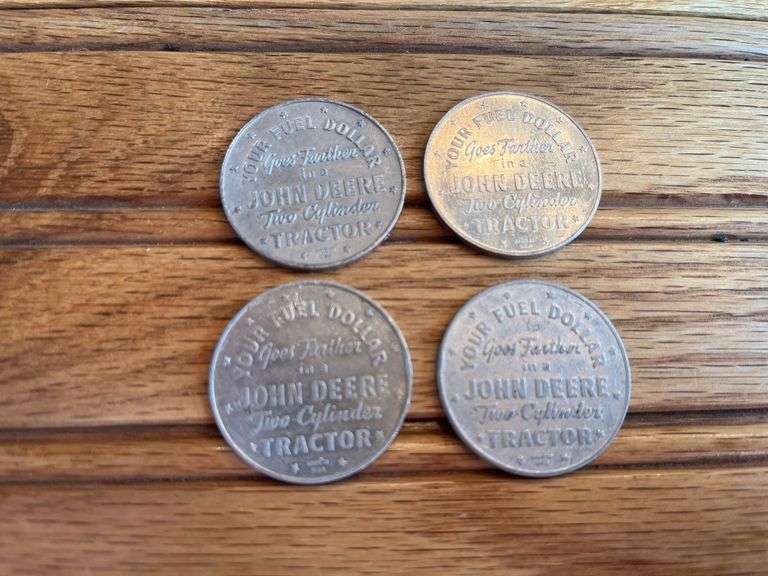 YOUR FUEL DOLLAR
Goes Farther
in a
JOHN DEERE
Two Cylinder
TRACTOR
YOUR FUEL DOLLAR
Goes Farther
in a
JOHN DEERE
Two Cylinder
TRACTOR
YOUR FUEL DOLLAR
Goes Farther
in a
JOHN DEERE
Two-Cylinder
TRACTOR
YOUR FUEL DOLLAR
Goes Farther
in a
JOHN DEERE
Two-Cylinder
TRACTOR